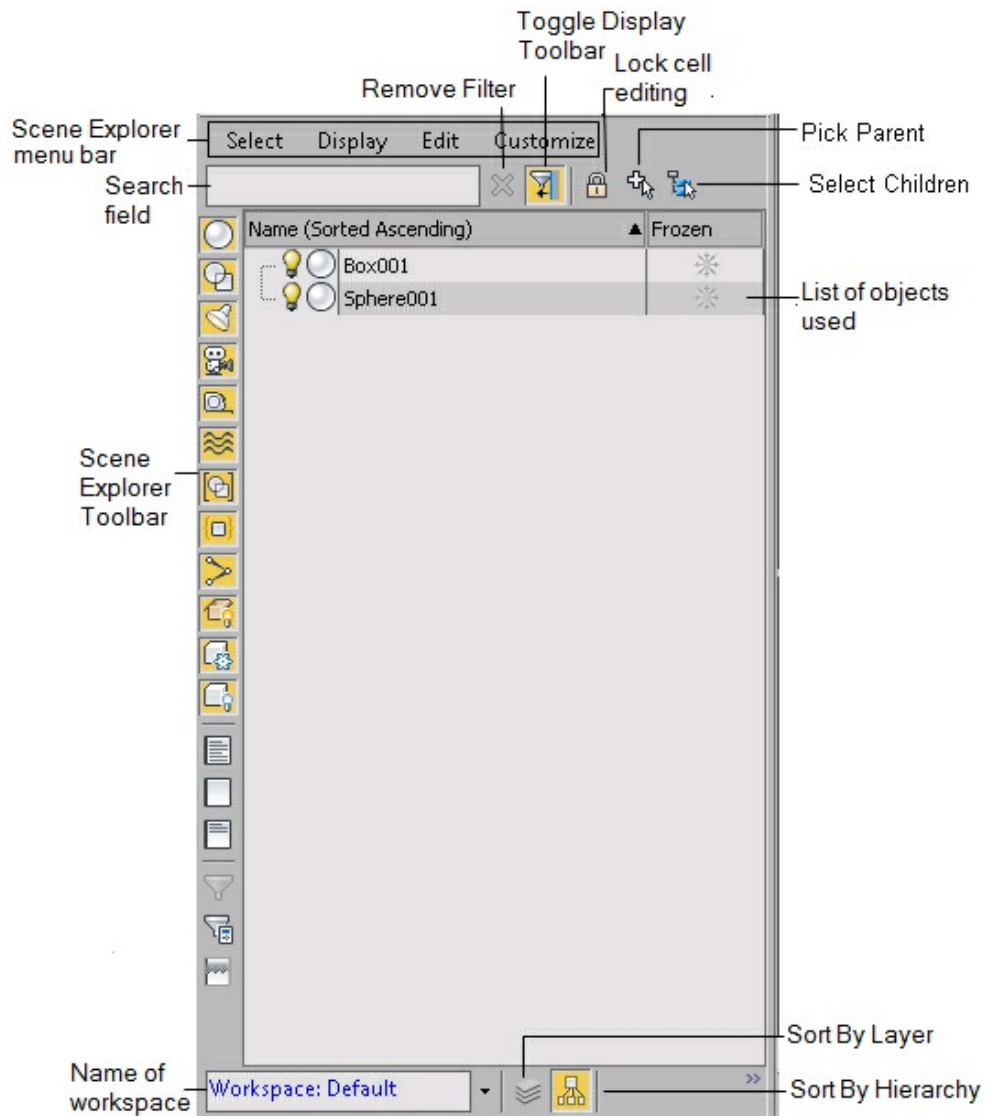 Toggle Display
Toolbar
Lock cell
editing
Remove Filter
Scene Explorer
menu bar
Select Display Edit Customize
Pick Parent
Search
field
Select Children
Name (Sorted Ascending) Frozen
Box001
Sphere001
List of objects
used
Scene
Explorer
Toolbar
Sort By Layer
Name of
workspace
Workspace: Default
Sort By Hierarchy